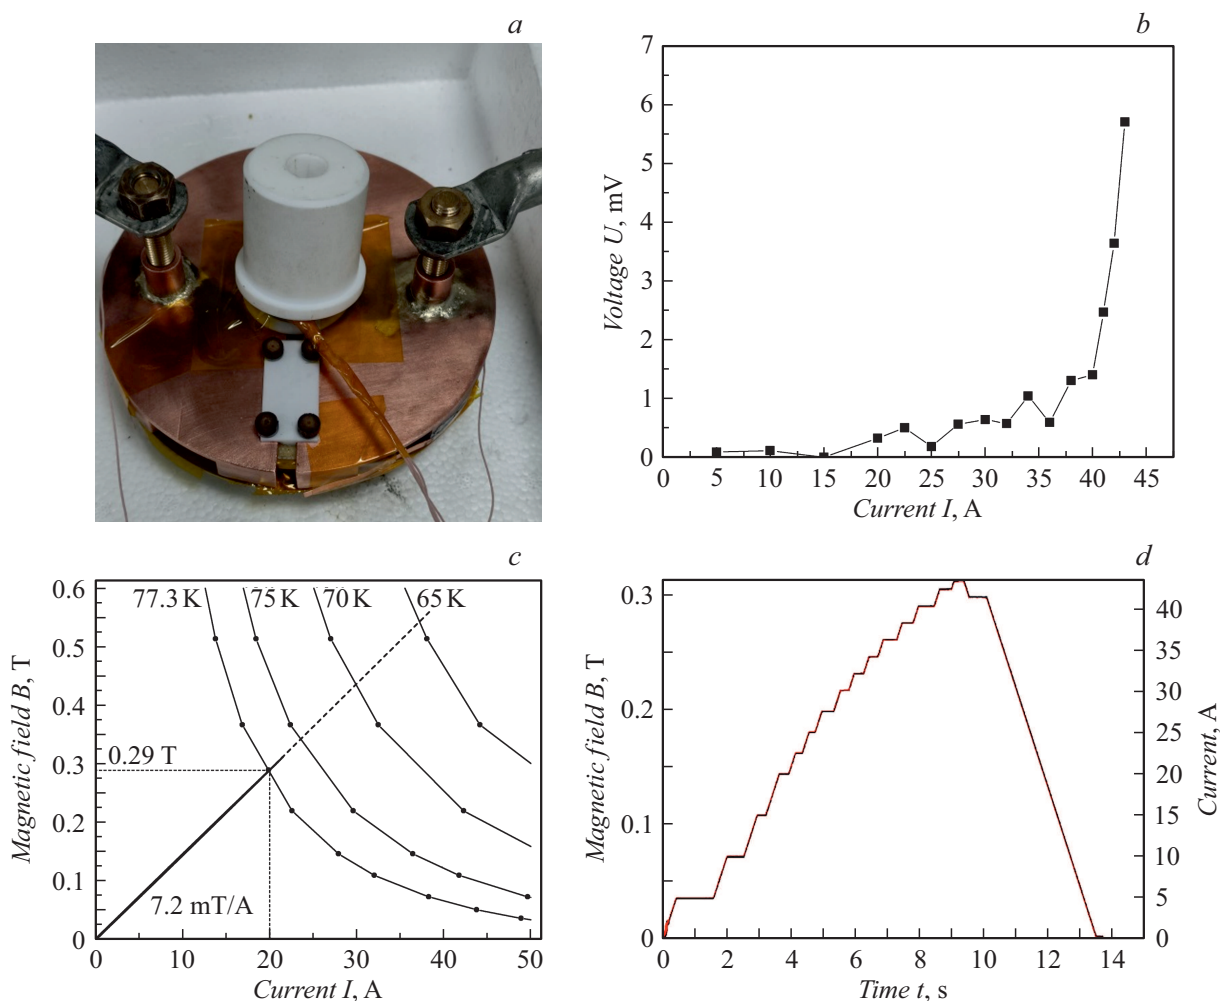 a
b
7
6
5
4
3
2
1
0
Voltage U, mV
0 5 10 15 20 25 30 35 40 45
Current I, A
c
0.6
0.5
0.4
0.3
0.2
0.1
0
Magnetic field B, T
77.3 K 75 K 70 K 65 K
0.29 T
7.2 mT/A
0 10 20 30 40 50
Current I, A
d
0.3
0.2
0.1
0
Magnetic field B, T
40
35
30
25
20
15
10
5
0
Current, A
0 2 4 6 8 10 12 14
Time t, s